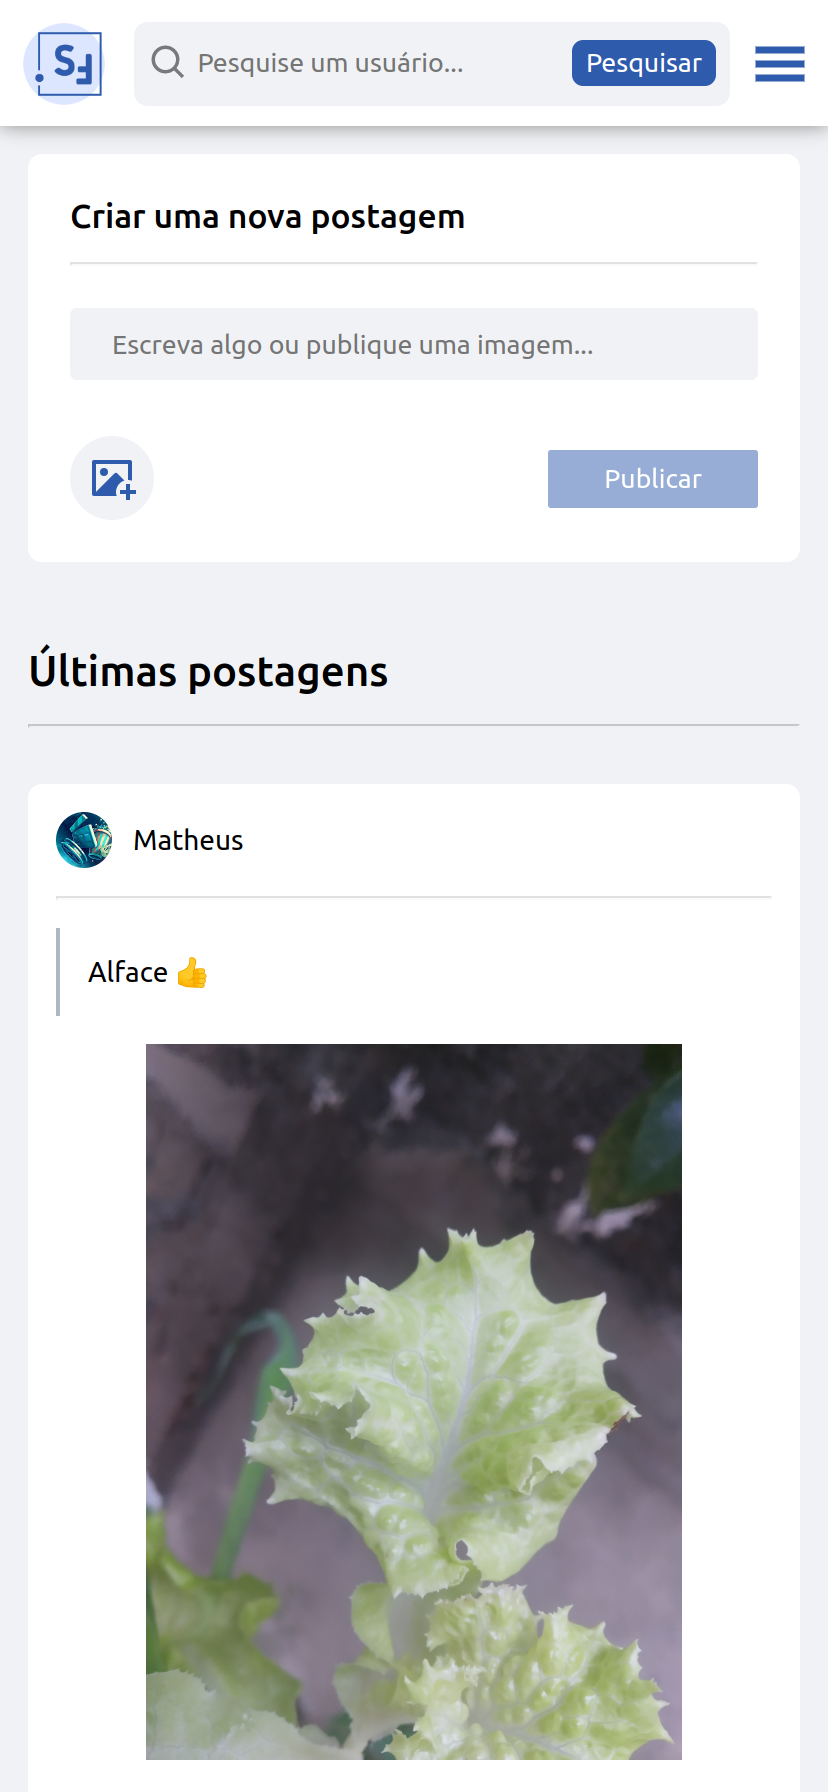 SF
Pesquise um usuário...
Pesquisar
Criar uma nova postagem
Escreva algo ou publique uma imagem...
Publicar
Últimas postagens
Matheus
Alface 👍